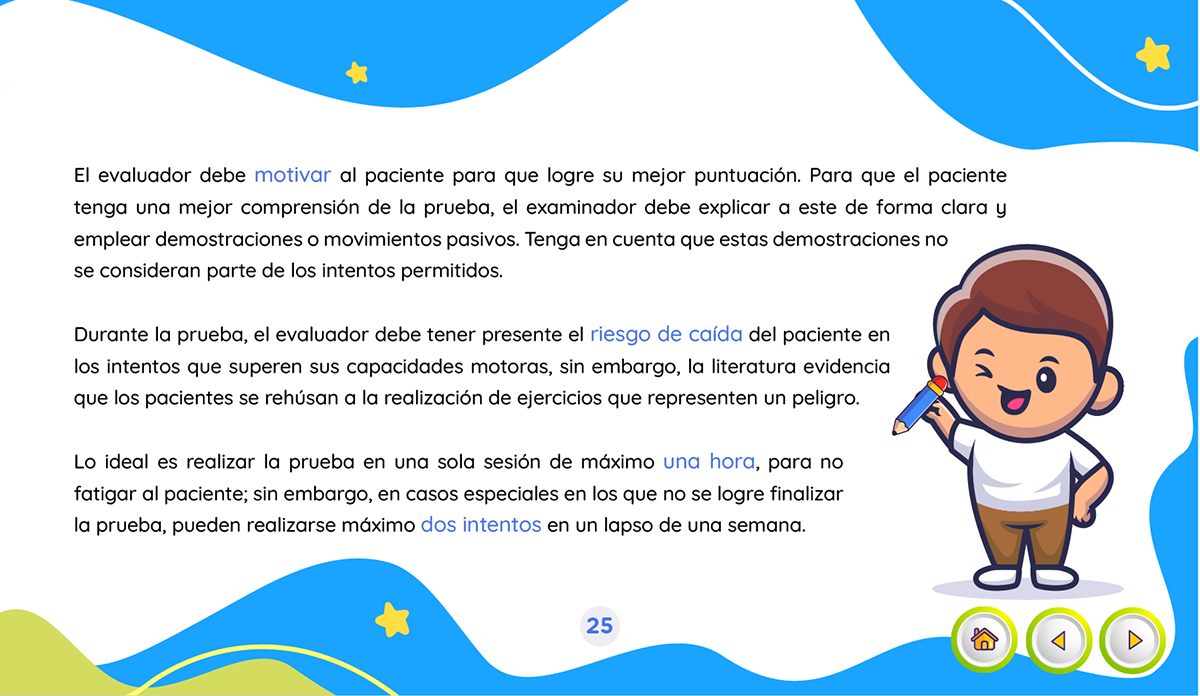 El evaluador debe motivar al paciente para que logre su mejor puntuación. Para que el paciente
tenga una mejor comprensión de la prueba, el examinador debe explicar a este de forma clara y
emplear demostraciones o movimientos pasivos. Tenga en cuenta que estas demostraciones no
se consideran parte de los intentos permitidos.
Durante la prueba, el evaluador debe tener presente el riesgo de caída del paciente en
los intentos que superen sus capacidades motoras, sin embargo, la literatura evidencia
que los pacientes se rehúsan a la realización de ejercicios que representen un peligro.
Lo ideal es realizar la prueba en una sola sesión de máximo una hora, para no
fatigar al paciente; sin embargo, en casos especiales en los que no se logre finalizar
la prueba, pueden realizarse máximo dos intentos en un lapso de una semana.
25